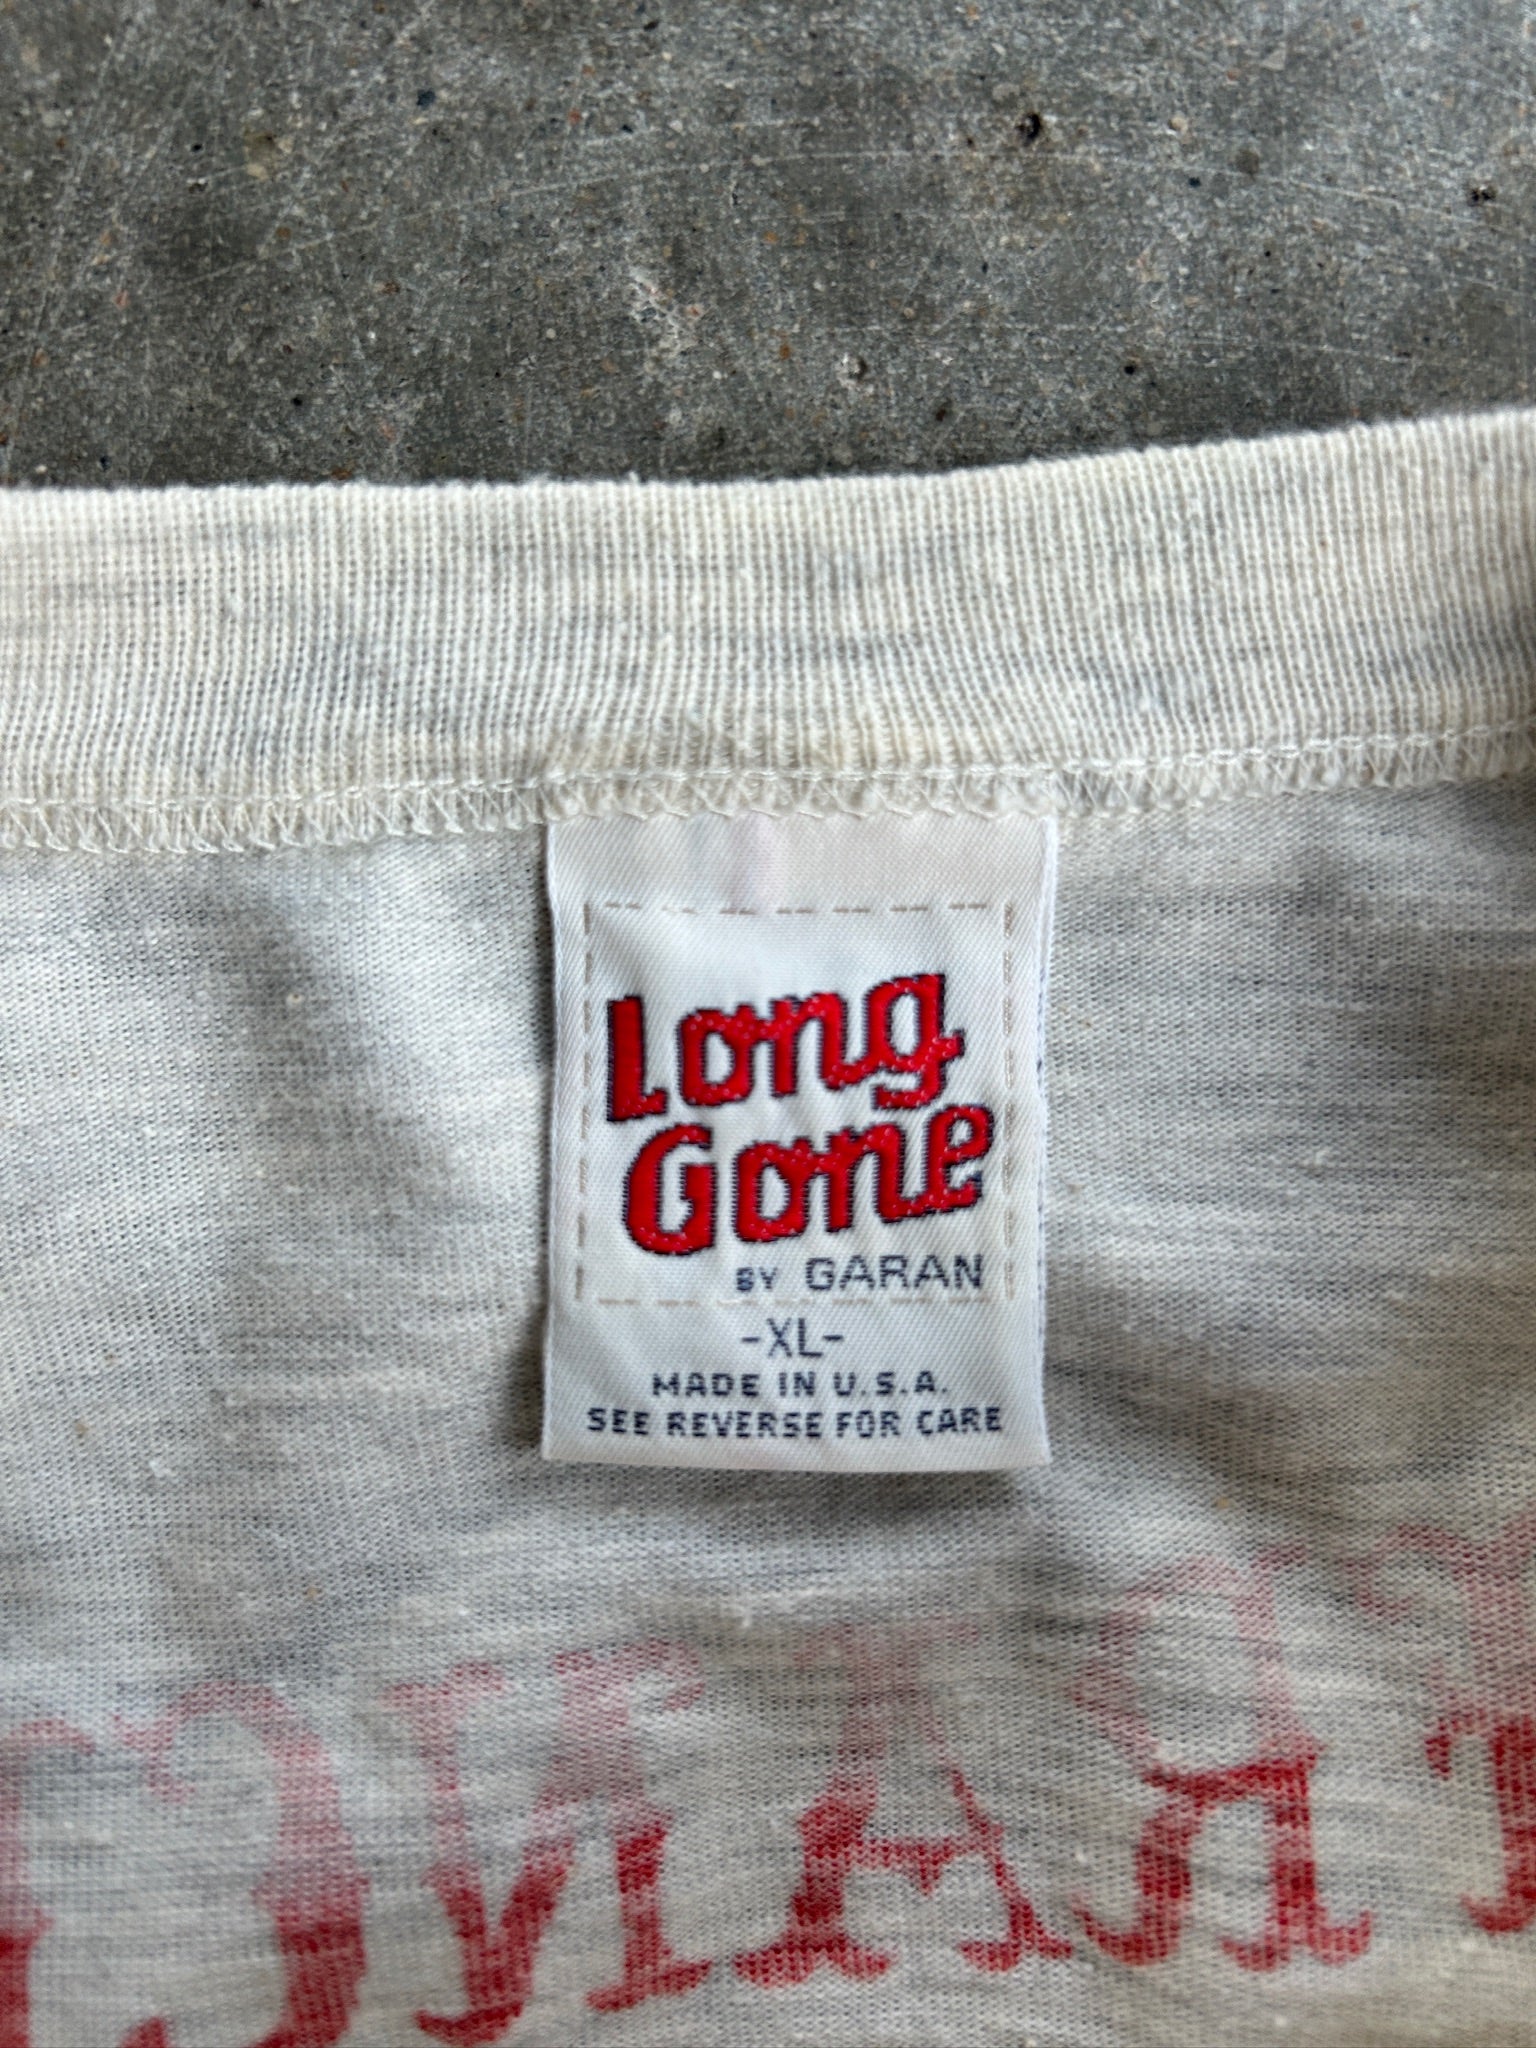 Long
Gone
BY GARAN
-XL-
MADE IN U.S.A.
SEE REVERSE FOR CARE